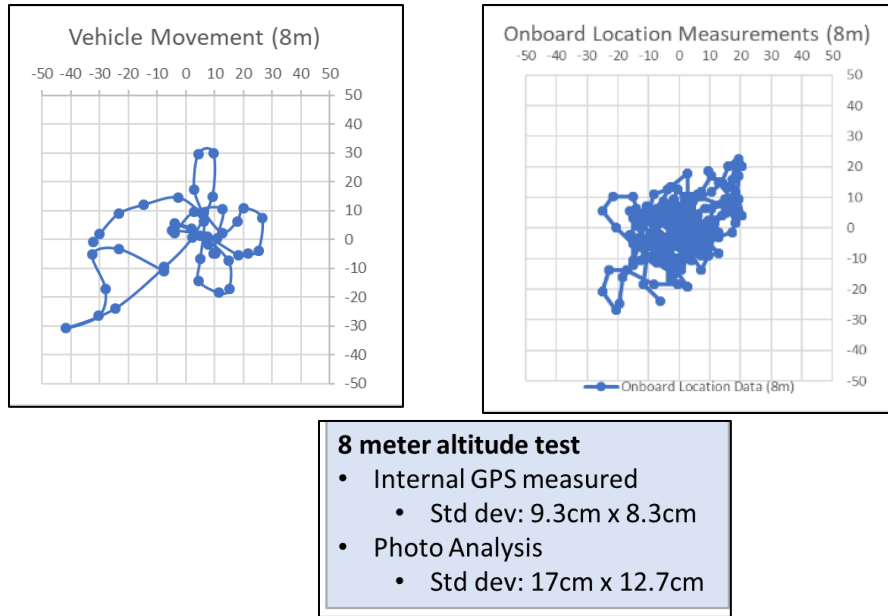 Vehicle Movement (8m)
-50 -40 -30 -20 -10 0 10 20 30 40 50
50
40
30
20
10
0
-10
-20
-30
-40
-50
Onboard Location Measurements (8m)
-50 -40 -30 -20 -10 0 10 20 30 40 50
50
40
30
20
10
0
-10
-20
-30
-40
-50
Onboard Location Data (8m)
8 meter altitude test
• Internal GPS measured
• Std dev: 9.3cm x 8.3cm
• Photo Analysis
• Std dev: 17cm x 12.7cm